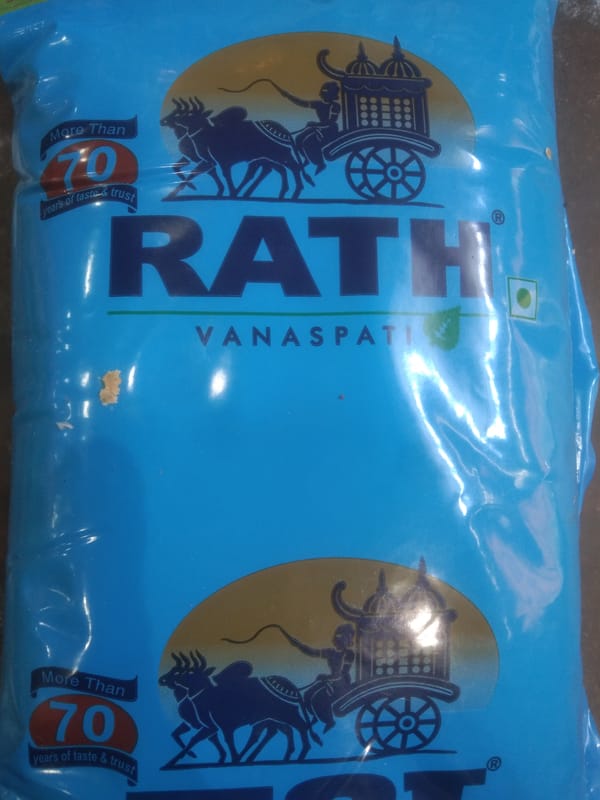 More Than
70
years of taste & trust
RATH®
VANASPATI
More Than
70
years of taste & trust
®